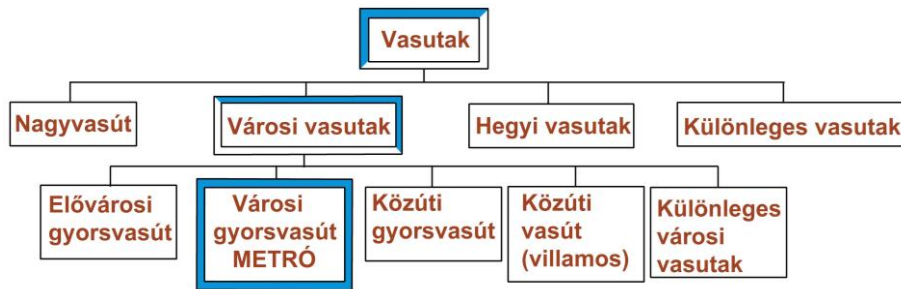 Vasutak
Nagyvasút
Városi vasutak
Hegyi vasutak
Különleges vasutak
Elővárosi
gyorsvasút
Városi
gyorsvasút
METRÓ
Közúti
gyorsvasút
Közúti
vasút
(villamos)
Különleges
városi
vasutak